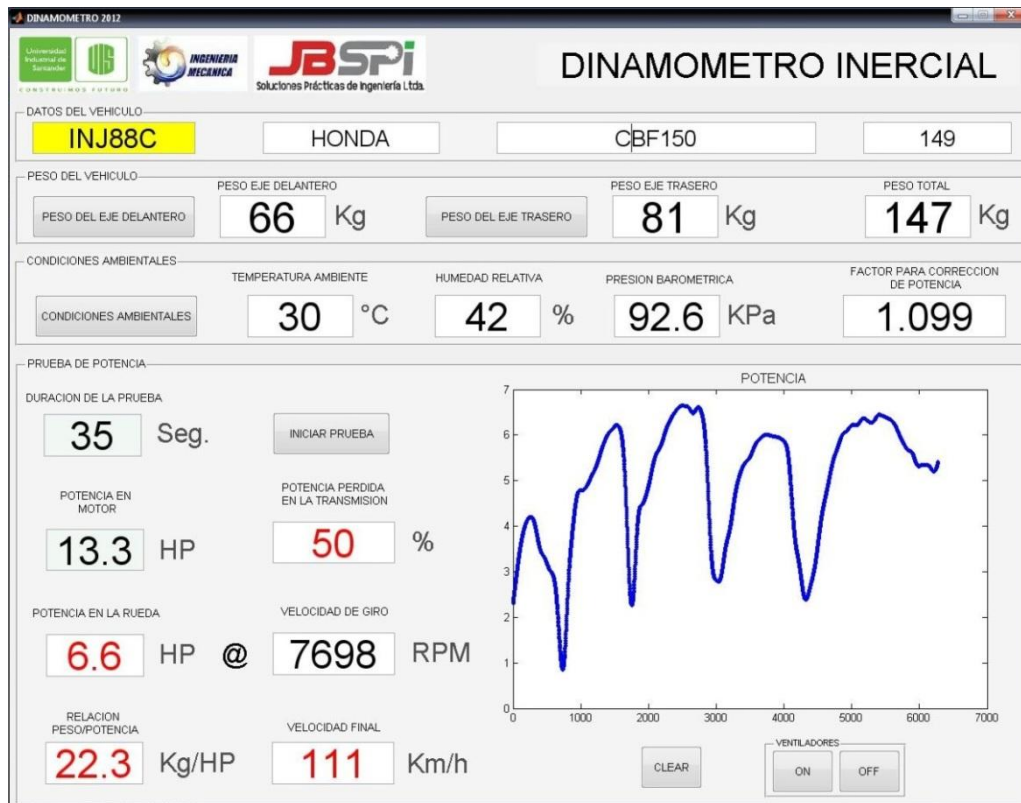 DINAMOMETRO 2012
Universidad
Industrial de
Santander
UIS
CONSTRUIMOS FUTURO
INGENIERIA
MECANICA
JBSPi
Soluciones Prácticas de Ingeniería Ltda.
DINAMOMETRO INERCIAL
DATOS DEL VEHICULO
INJ88C HONDA CBF150 149
PESO DEL VEHICULO
PESO EJE DELANTERO PESO EJE TRASERO PESO TOTAL
PESO DEL EJE DELANTERO 66 Kg PESO DEL EJE TRASERO 81 Kg 147 Kg
CONDICIONES AMBIENTALES
TEMPERATURA AMBIENTE HUMEDAD RELATIVA PRESION BAROMETRICA FACTOR PARA CORRECCION
DE POTENCIA
CONDICIONES AMBIENTALES 30 °C 42 % 92.6 KPa 1.099
PRUEBA DE POTENCIA
DURACION DE LA PRUEBA
35 Seg. INICIAR PRUEBA
POTENCIA EN
MOTOR
POTENCIA PERDIDA
EN LA TRANSMISION
13.3 HP 50 %
POTENCIA EN LA RUEDA VELOCIDAD DE GIRO
6.6 HP @ 7698 RPM
RELACION
PESO/POTENCIA
VELOCIDAD FINAL
22.3 Kg/HP 111 Km/h
POTENCIA
7
6
5
4
3
2
1
0
0 1000 2000 3000 4000 5000 6000 7000
CLEAR
VENTILADORES
ON OFF